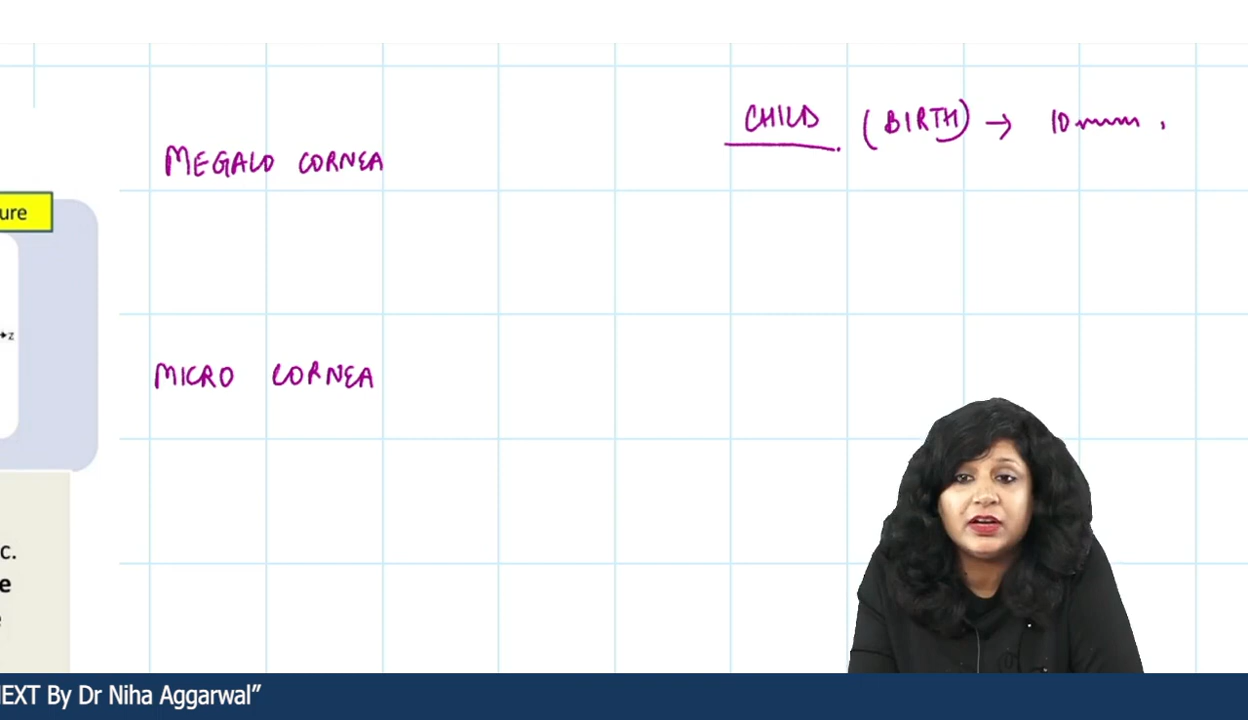 CHILD (BIRTH) → 10mm.
MEGALO CORNEA
ure
→z
MICRO CORNEA
c.
e
EXT By Dr Niha Aggarwal”